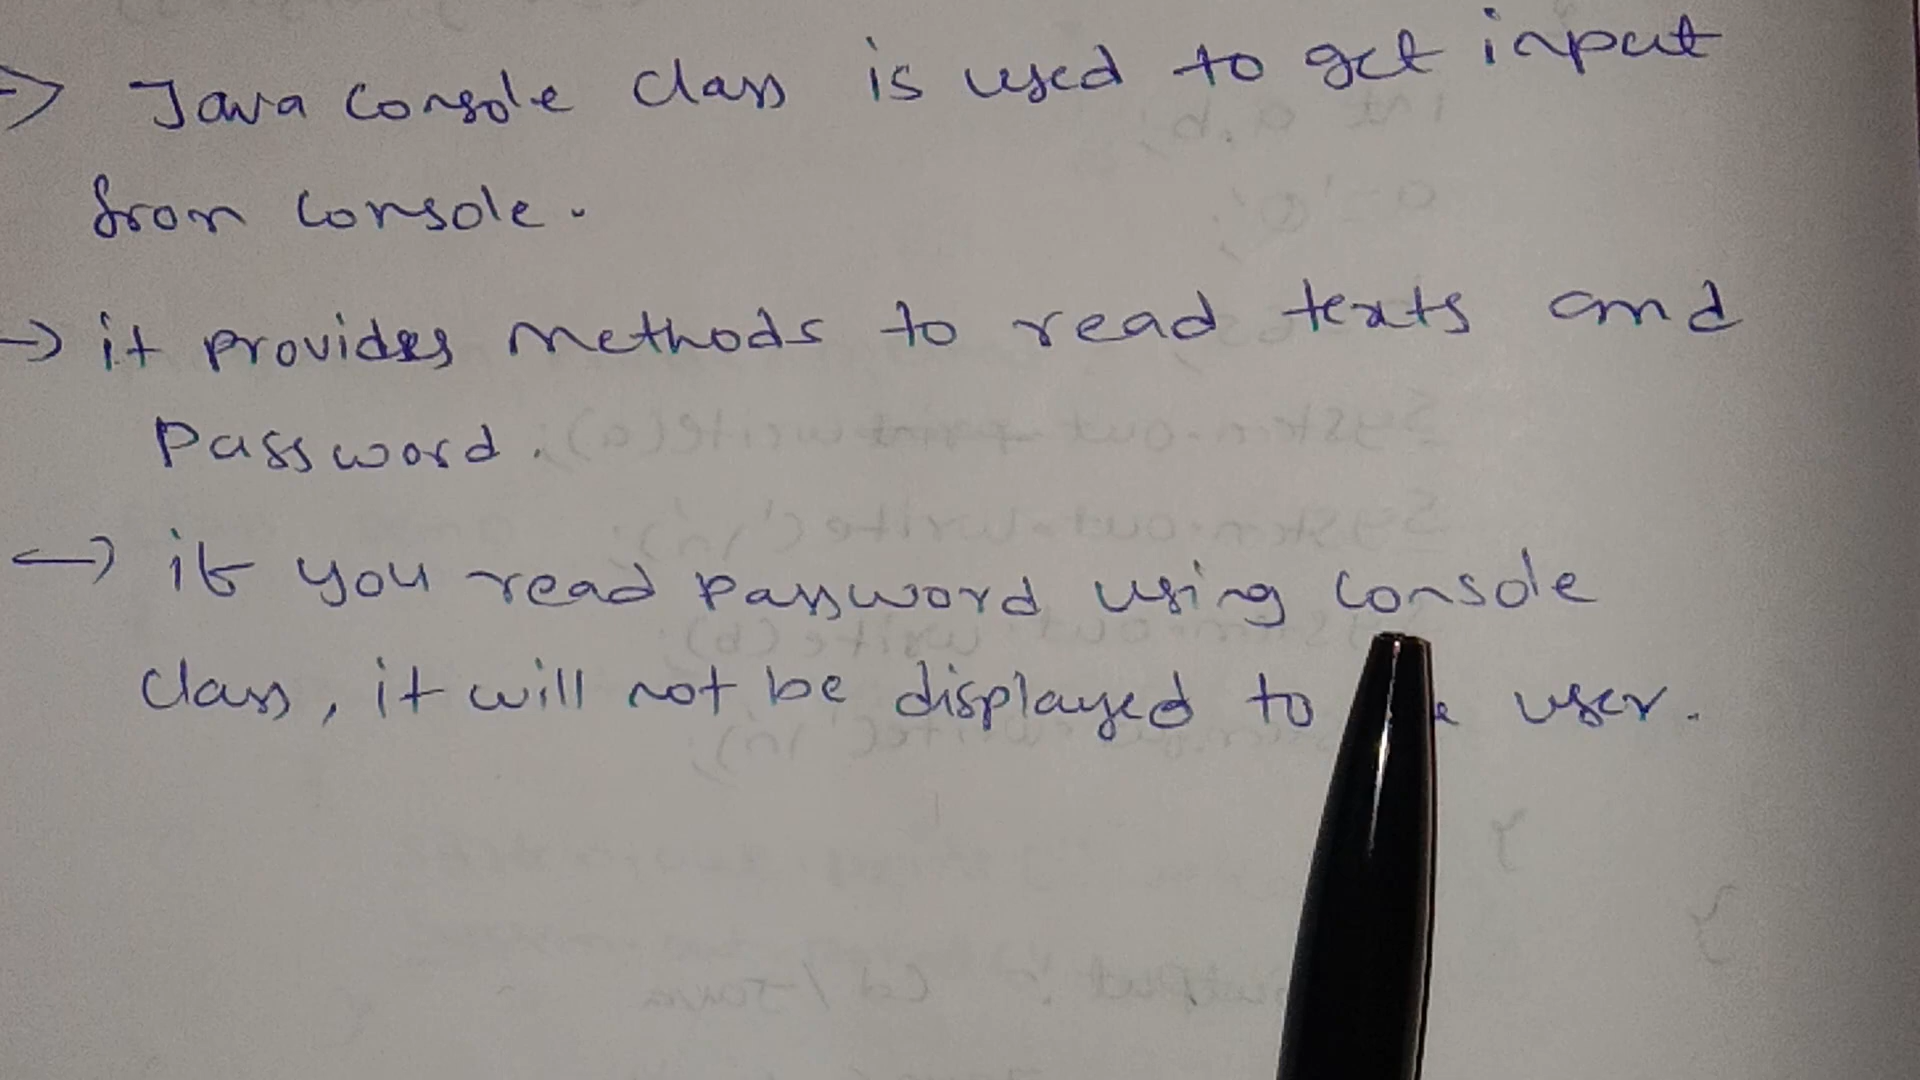 → Java Console Class is used to get input
from Console.
→ it provides methods to read texts and
Password.
→ if you read password using Console
class, it will not be displayed to user.